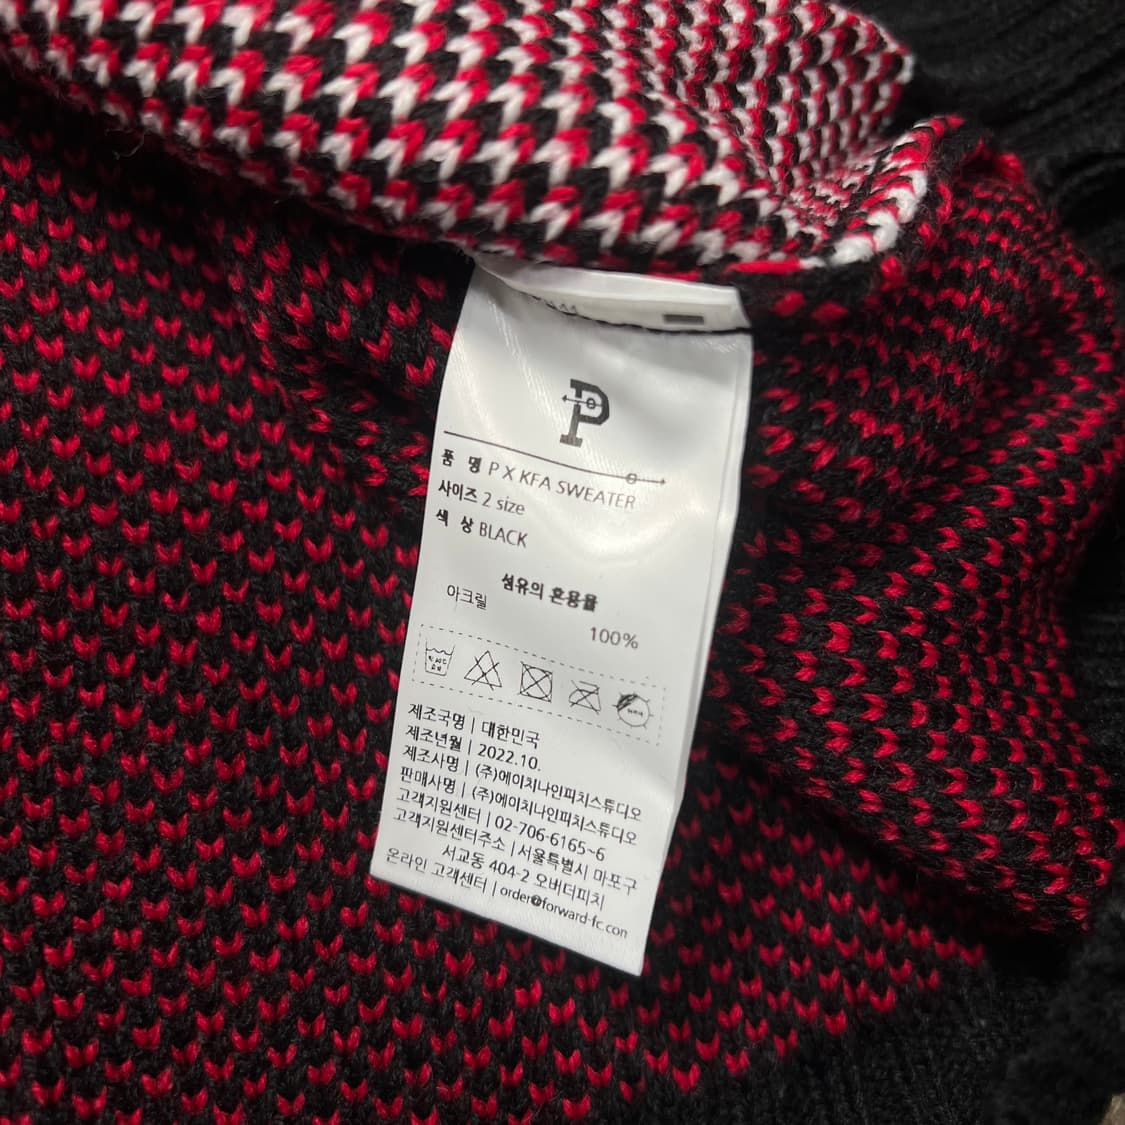 P
품 명 P X KFA SWEATER
사이즈 2 size
색 상 BLACK
섬유의 혼용율
아크릴
100%
제조국명 | 대한민국
제조년월 | 2022.10.
제조사명 | (주)에이치나인피치스튜디오
판매사명 | (주)에이치나인피치스튜디오
고객지원센터 | 02-706-6165~6
고객지원센터주소 | 서울특별시 마포구
서교동 404-2 오버더피치
온라인 고객센터 | order@forward-fc.com